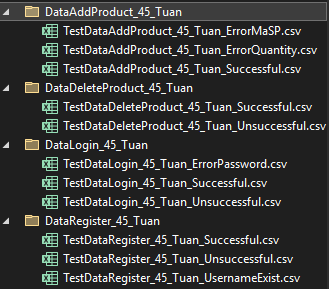 DataAddProduct_45_Tuan
TestDataAddProduct_45_Tuan_ErrorMaSP.csv
TestDataAddProduct_45_Tuan_ErrorQuantity.csv
TestDataAddProduct_45_Tuan_Successful.csv
DataDeleteProduct_45_Tuan
TestDataDeleteProduct_45_Tuan_Successful.csv
TestDataDeleteProduct_45_Tuan_Unsuccessful.csv
DataLogin_45_Tuan
TestDataLogin_45_Tuan_ErrorPassword.csv
TestDataLogin_45_Tuan_Successful.csv
TestDataLogin_45_Tuan_Unsuccessful.csv
DataRegister_45_Tuan
TestDataRegister_45_Tuan_Successful.csv
TestDataRegister_45_Tuan_Unsuccessful.csv
TestDataRegister_45_Tuan_UsernameExist.csv